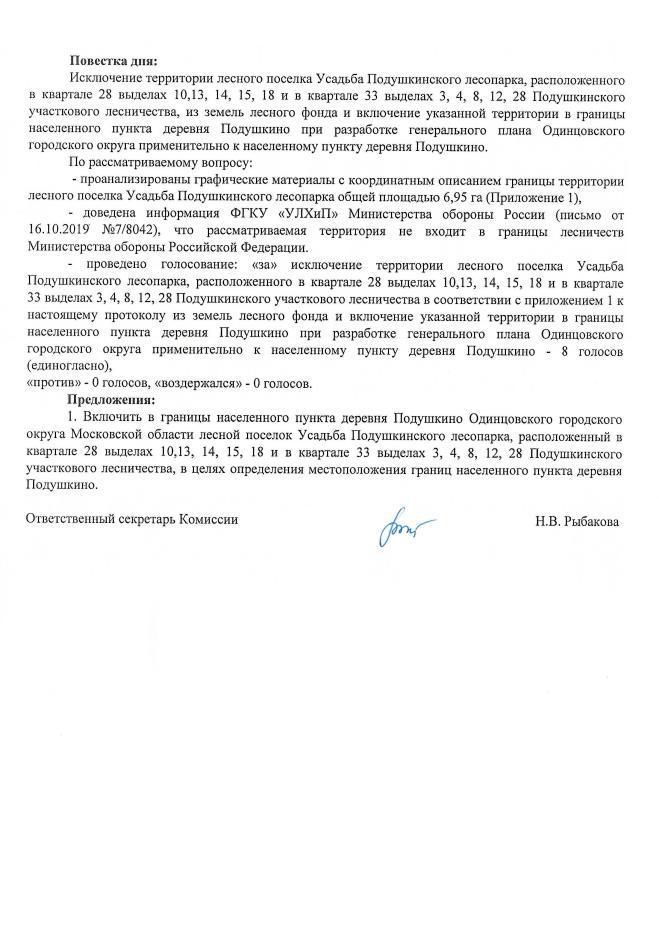 Повестка дня:
Исключение территории лесного поселка Усадьба Подушкинского лесопарка, расположенного
в квартале 28 выделах 10,13, 14, 15, 18 и в квартале 33 выделах 3, 4, 8, 12, 28 Подушкинского
участкового лесничества, из земель лесного фонда и включение указанной территории в границы
населенного пункта деревня Подушкино при разработке генерального плана Одинцовского
городского округа применительно к населенному пункту деревня Подушкино.
По рассматриваемому вопросу:
- проанализированы графические материалы с координатным описанием границы территории
лесного поселка Усадьба Подушкинского лесопарка общей площадью 6,95 га (Приложение 1),
- доведена информация ФГКУ «УЛХиП» Министерства обороны России (письмо от
16.10.2019 №7/8042), что рассматриваемая территория не входит в границы лесничеств
Министерства обороны Российской Федерации.
- проведено голосование: «за» исключение территории лесного поселка Усадьба
Подушкинского лесопарка, расположенного в квартале 28 выделах 10,13, 14, 15, 18 и в квартале
33 выделах 3, 4, 8, 12, 28 Подушкинского участкового лесничества в соответствии с приложением 1 к
настоящему протоколу из земель лесного фонда и включение указанной территории в границы
населенного пункта деревня Подушкино при разработке генерального плана Одинцовского
городского округа применительно к населенному пункту деревня Подушкино - 8 голосов
(единогласно),
«против» - 0 голосов, «воздержался» - 0 голосов.
Предложения:
1. Включить в границы населенного пункта деревня Подушкино Одинцовского городского
округа Московской области лесной поселок Усадьба Подушкинского лесопарка, расположенный в
квартале 28 выделах 10,13, 14, 15, 18 и в квартале 33 выделах 3, 4, 8, 12, 28 Подушкинского
участкового лесничества, в целях определения местоположения границ населенного пункта деревня
Подушкино.
Ответственный секретарь Комиссии
Н.В. Рыбакова